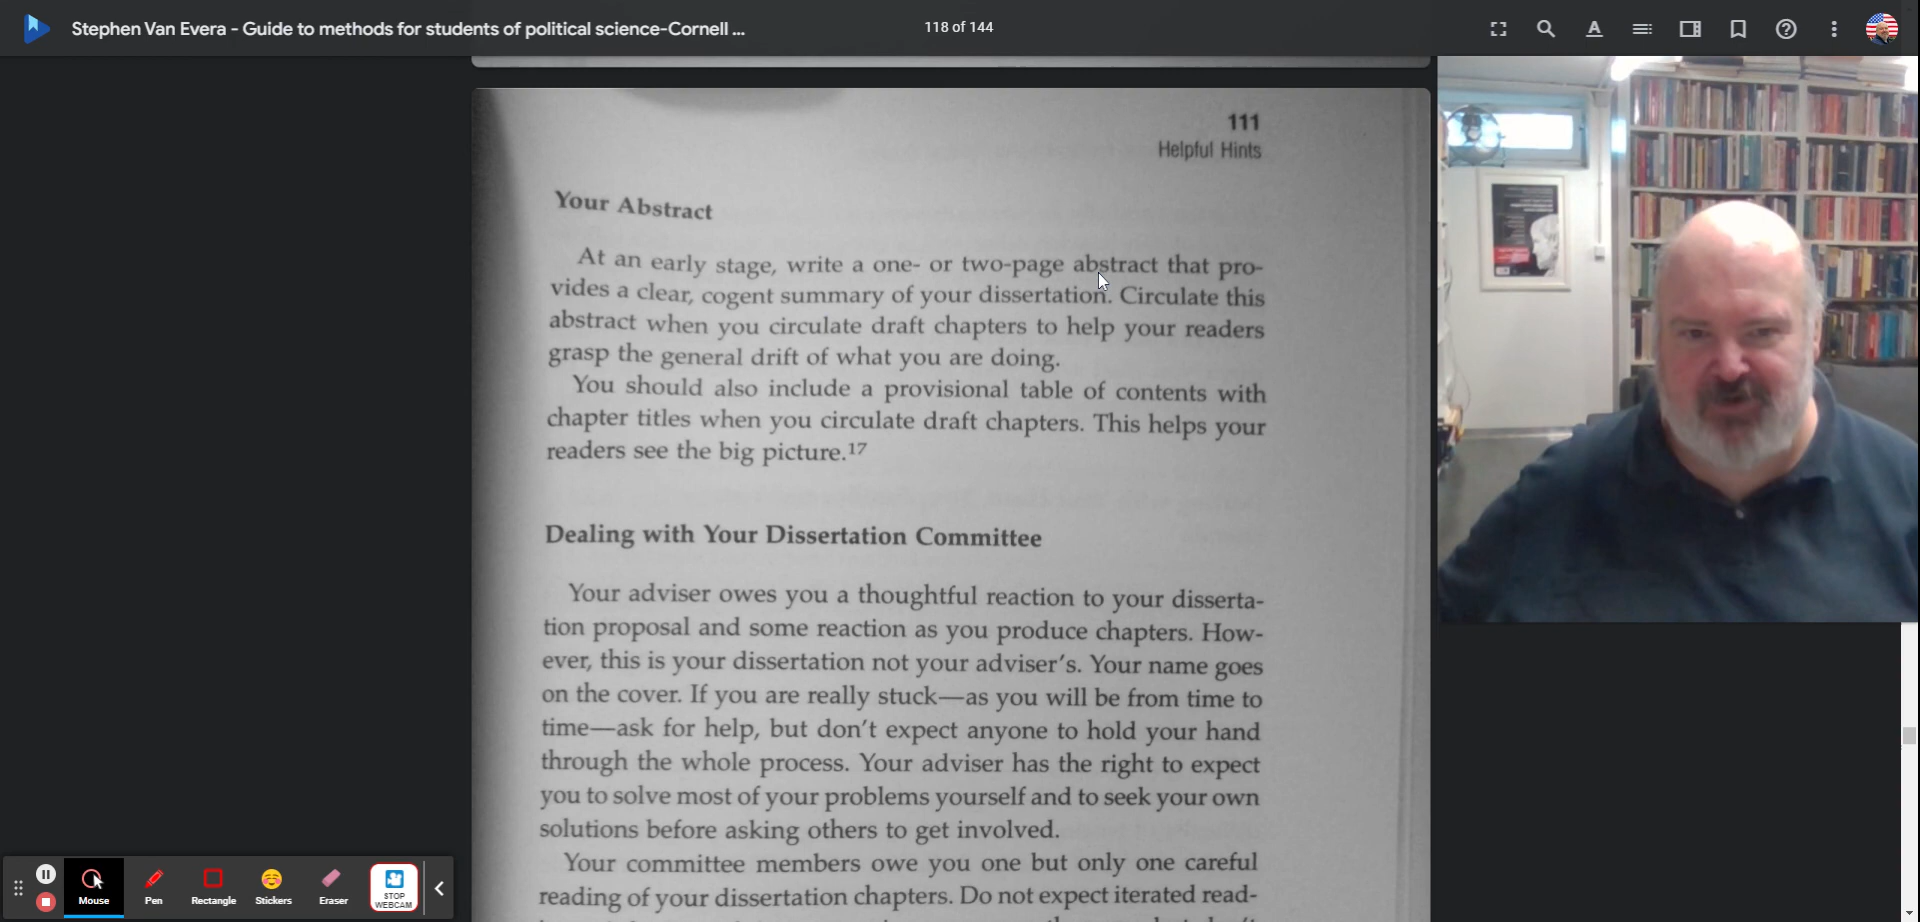 Stephen Van Evera - Guide to methods for students of political science-Cornell ...
118 of 144
111
Helpful Hints
Your Abstract
At an early stage, write a one- or two-page abstract that pro-
vides a clear, cogent summary of your dissertation. Circulate this
abstract when you circulate draft chapters to help your readers
grasp the general drift of what you are doing.
You should also include a provisional table of contents with
chapter titles when you circulate draft chapters. This helps your
readers see the big picture.17
Dealing with Your Dissertation Committee
Your adviser owes you a thoughtful reaction to your disserta-
tion proposal and some reaction as you produce chapters. How-
ever, this is your dissertation not your adviser's. Your name goes
on the cover. If you are really stuck—as you will be from time to
time—ask for help, but don't expect anyone to hold your hand
through the whole process. Your adviser has the right to expect
you to solve most of your problems yourself and to seek your own
solutions before asking others to get involved.
Your committee members owe you one but only one careful
reading of your dissertation chapters. Do not expect iterated read-
Mouse
Pen
Rectangle
Stickers
Eraser
STOP
WEBCAM